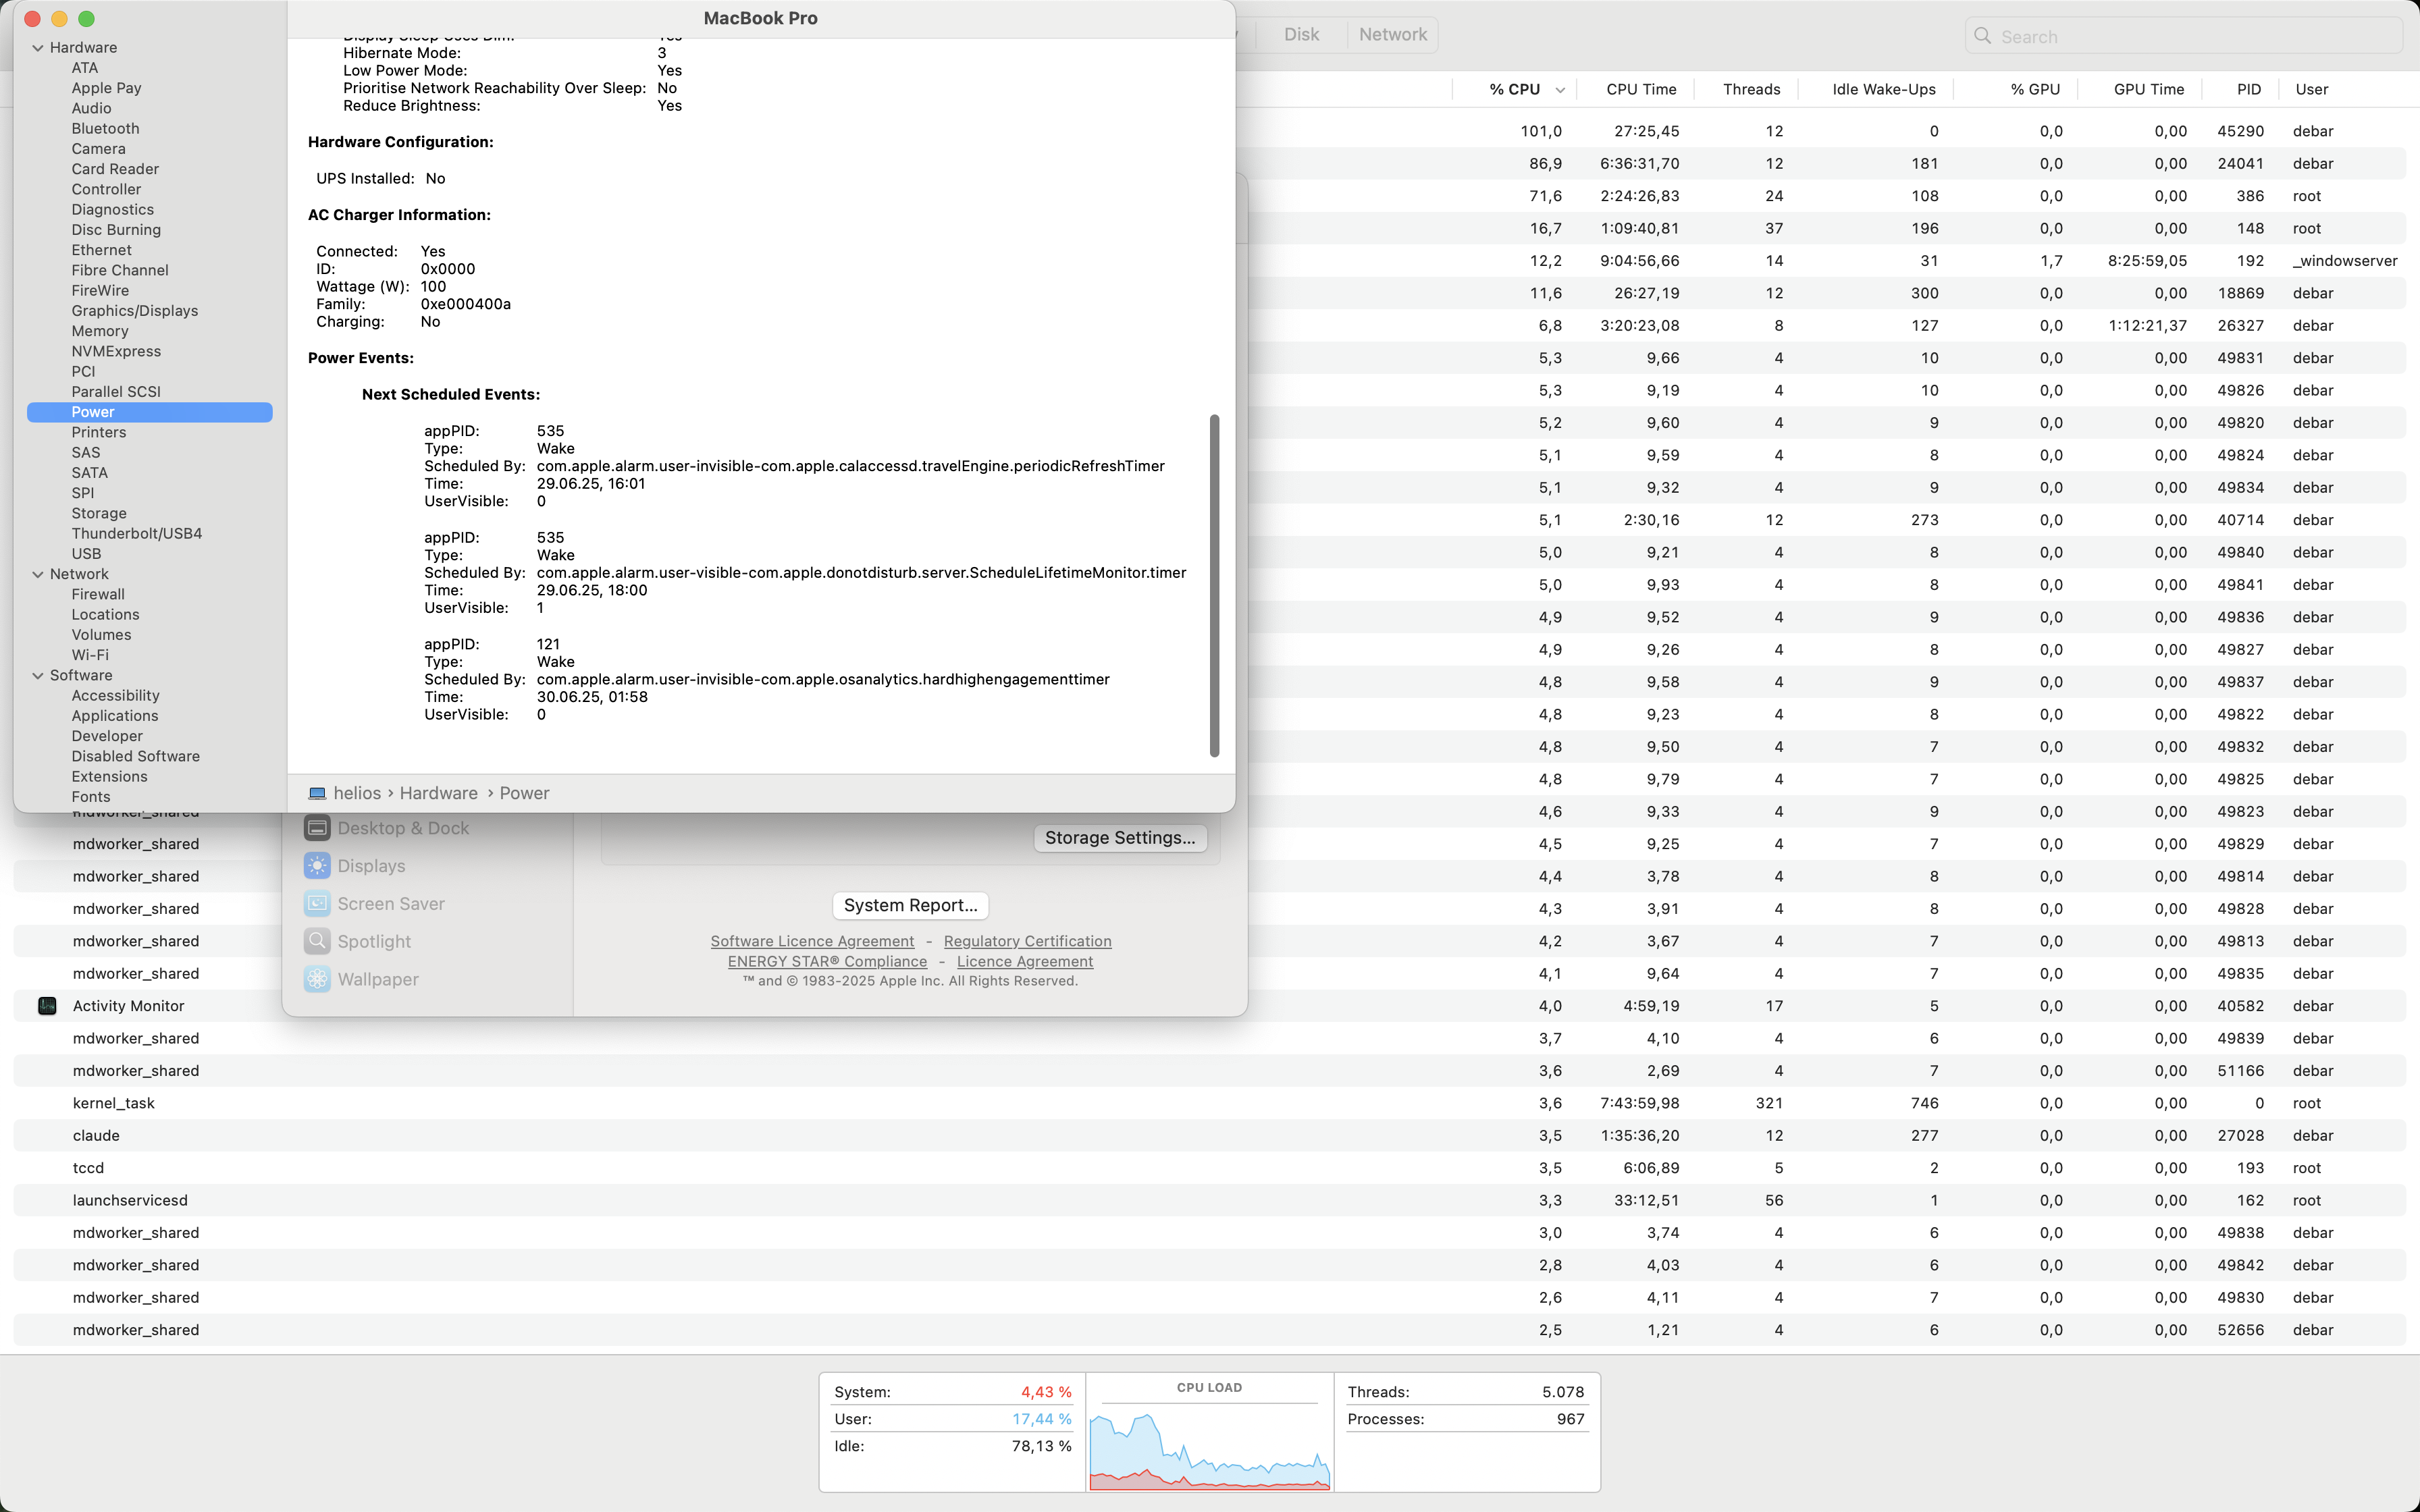 MacBook Pro
Hardware
ATA
Apple Pay
Audio
Bluetooth
Camera
Card Reader
Controller
Diagnostics
Disc Burning
Ethernet
Fibre Channel
FireWire
Graphics/Displays
Memory
NVMExpress
PCI
Parallel SCSI
Power
Printers
SAS
SATA
SPI
Storage
Thunderbolt/USB4
USB
Network
Firewall
Locations
Volumes
Wi-Fi
Software
Accessibility
Applications
Developer
Disabled Software
Extensions
Fonts
Display Sleep Uses Dim: Yes
Hibernate Mode: 3
Low Power Mode: Yes
Prioritise Network Reachability Over Sleep: No
Reduce Brightness: Yes
Hardware Configuration:
UPS Installed: No
AC Charger Information:
Connected: Yes
ID: 0x0000
Wattage (W): 100
Family: 0xe000400a
Charging: No
Power Events:
Next Scheduled Events:
appPID: 535
Type: Wake
Scheduled By: com.apple.alarm.user-invisible-com.apple.calaccessd.travelEngine.periodicRefreshTimer
Time: 29.06.25, 16:01
UserVisible: 0
appPID: 535
Type: Wake
Scheduled By: com.apple.alarm.user-visible-com.apple.donotdisturb.server.ScheduleLifetimeMonitor.timer
Time: 29.06.25, 18:00
UserVisible: 1
appPID: 121
Type: Wake
Scheduled By: com.apple.alarm.user-invisible-com.apple.osanalytics.hardhighengagementtimer
Time: 30.06.25, 01:58
UserVisible: 0
helios › Hardware › Power
Desktop & Dock
Displays
Screen Saver
Spotlight
Wallpaper
Storage Settings...
System Report...
Software Licence Agreement - Regulatory Certification
ENERGY STAR® Compliance - Licence Agreement
™ and © 1983-2025 Apple Inc. All Rights Reserved.
Disk Network Search
% CPU CPU Time Threads Idle Wake-Ups % GPU GPU Time PID User
101,0 27:25,45 12 0 0,0 0,00 45290 debar
86,9 6:36:31,70 12 181 0,0 0,00 24041 debar
71,6 2:24:26,83 24 108 0,0 0,00 386 root
16,7 1:09:40,81 37 196 0,0 0,00 148 root
12,2 9:04:56,66 14 31 1,7 8:25:59,05 192 _windowserver
11,6 26:27,19 12 300 0,0 0,00 18869 debar
6,8 3:20:23,08 8 127 0,0 1:12:21,37 26327 debar
5,3 9,66 4 10 0,0 0,00 49831 debar
5,3 9,19 4 10 0,0 0,00 49826 debar
5,2 9,60 4 9 0,0 0,00 49820 debar
5,1 9,59 4 8 0,0 0,00 49824 debar
5,1 9,32 4 9 0,0 0,00 49834 debar
5,1 2:30,16 12 273 0,0 0,00 40714 debar
5,0 9,21 4 8 0,0 0,00 49840 debar
5,0 9,93 4 8 0,0 0,00 49841 debar
4,9 9,52 4 9 0,0 0,00 49836 debar
4,9 9,26 4 8 0,0 0,00 49827 debar
4,8 9,58 4 9 0,0 0,00 49837 debar
4,8 9,23 4 8 0,0 0,00 49822 debar
4,8 9,50 4 7 0,0 0,00 49832 debar
4,8 9,79 4 7 0,0 0,00 49825 debar
mdworker_shared 4,6 9,33 4 9 0,0 0,00 49823 debar
mdworker_shared 4,5 9,25 4 7 0,0 0,00 49829 debar
mdworker_shared 4,4 3,78 4 8 0,0 0,00 49814 debar
mdworker_shared 4,3 3,91 4 8 0,0 0,00 49828 debar
mdworker_shared 4,2 3,67 4 7 0,0 0,00 49813 debar
mdworker_shared 4,1 9,64 4 7 0,0 0,00 49835 debar
Activity Monitor 4,0 4:59,19 17 5 0,0 0,00 40582 debar
mdworker_shared 3,7 4,10 4 6 0,0 0,00 49839 debar
mdworker_shared 3,6 2,69 4 7 0,0 0,00 51166 debar
kernel_task 3,6 7:43:59,98 321 746 0,0 0,00 0 root
claude 3,5 1:35:36,20 12 277 0,0 0,00 27028 debar
tccd 3,5 6:06,89 5 2 0,0 0,00 193 root
launchservicesd 3,3 33:12,51 56 1 0,0 0,00 162 root
mdworker_shared 3,0 3,74 4 6 0,0 0,00 49838 debar
mdworker_shared 2,8 4,03 4 6 0,0 0,00 49842 debar
mdworker_shared 2,6 4,11 4 7 0,0 0,00 49830 debar
mdworker_shared 2,5 1,21 4 6 0,0 0,00 52656 debar
System: 4,43 %
User: 17,44 %
Idle: 78,13 %
CPU LOAD
Threads: 5.078
Processes: 967